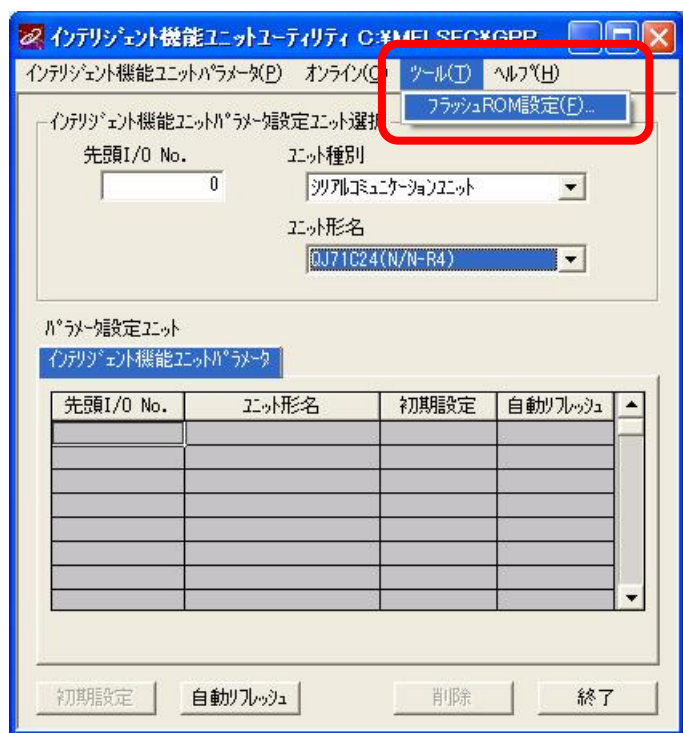 インテリジェント機能ユニットユーティリティ C:¥MELSEC¥GPP
インテリジェント機能ユニットパラメータ(P) オンライン(O) ツール(T) ヘルプ(H)
フラッシュROM設定(F)...
インテリジェント機能ユニットパラメータ設定ユニット選択
先頭I/O No. ユニット種別
0 シリアルコミュニケーションユニット
ユニット形名
QJ71C24(N/N-R4)
パラメータ設定ユニット
インテリジェント機能ユニットパラメータ
先頭I/O No. ユニット形名 初期設定 自動リフレッシュ
初期設定 自動リフレッシュ 削除 終了